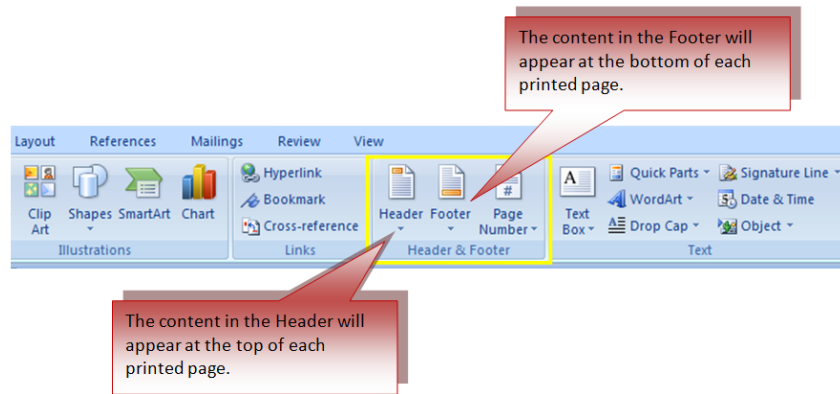 The content in the Footer will
appear at the bottom of each
printed page.
Layout References Mailings Review View
Clip Art
Shapes
SmartArt
Chart
Illustrations
Hyperlink
Bookmark
Cross-reference
Links
Header
Footer
Page Number
#
Header & Footer
A
Text Box
Quick Parts
WordArt
Drop Cap
Signature Line
Date & Time
Object
Text
The content in the Header will
appear at the top of each
printed page.